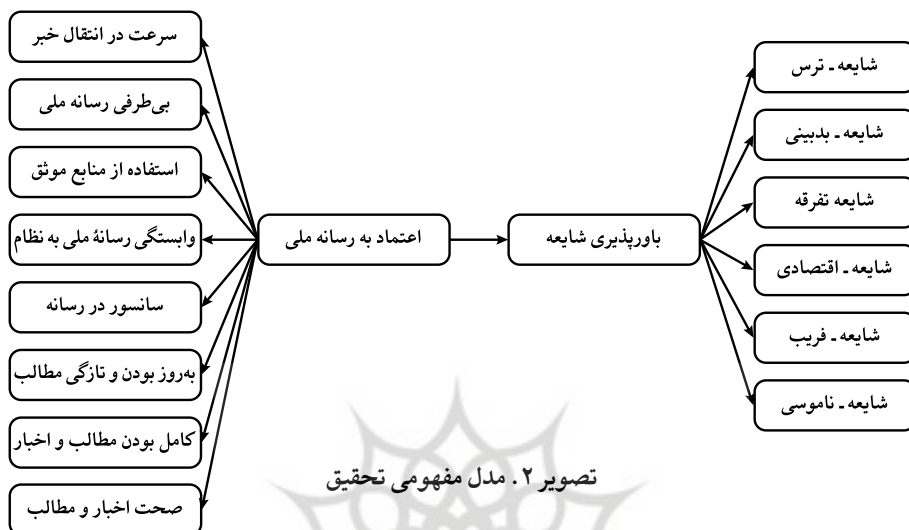 شایعه ـ ترس
شایعه ـ بدبینی
شایعه تفرقه
شایعه ـ اقتصادی
شایعه ـ فریب
شایعه ـ ناموسی
باورپذیری شایعه
اعتماد به رسانه ملی
سرعت در انتقال خبر
بی‌طرفی رسانه ملی
استفاده از منابع موثق
وابستگی رسانۀ ملی به نظام
سانسور در رسانه
به‌روز بودن و تازگی مطالب
کامل بودن مطالب و اخبار
صحت اخبار و مطالب
تصویر ۲. مدل مفهومی تحقیق